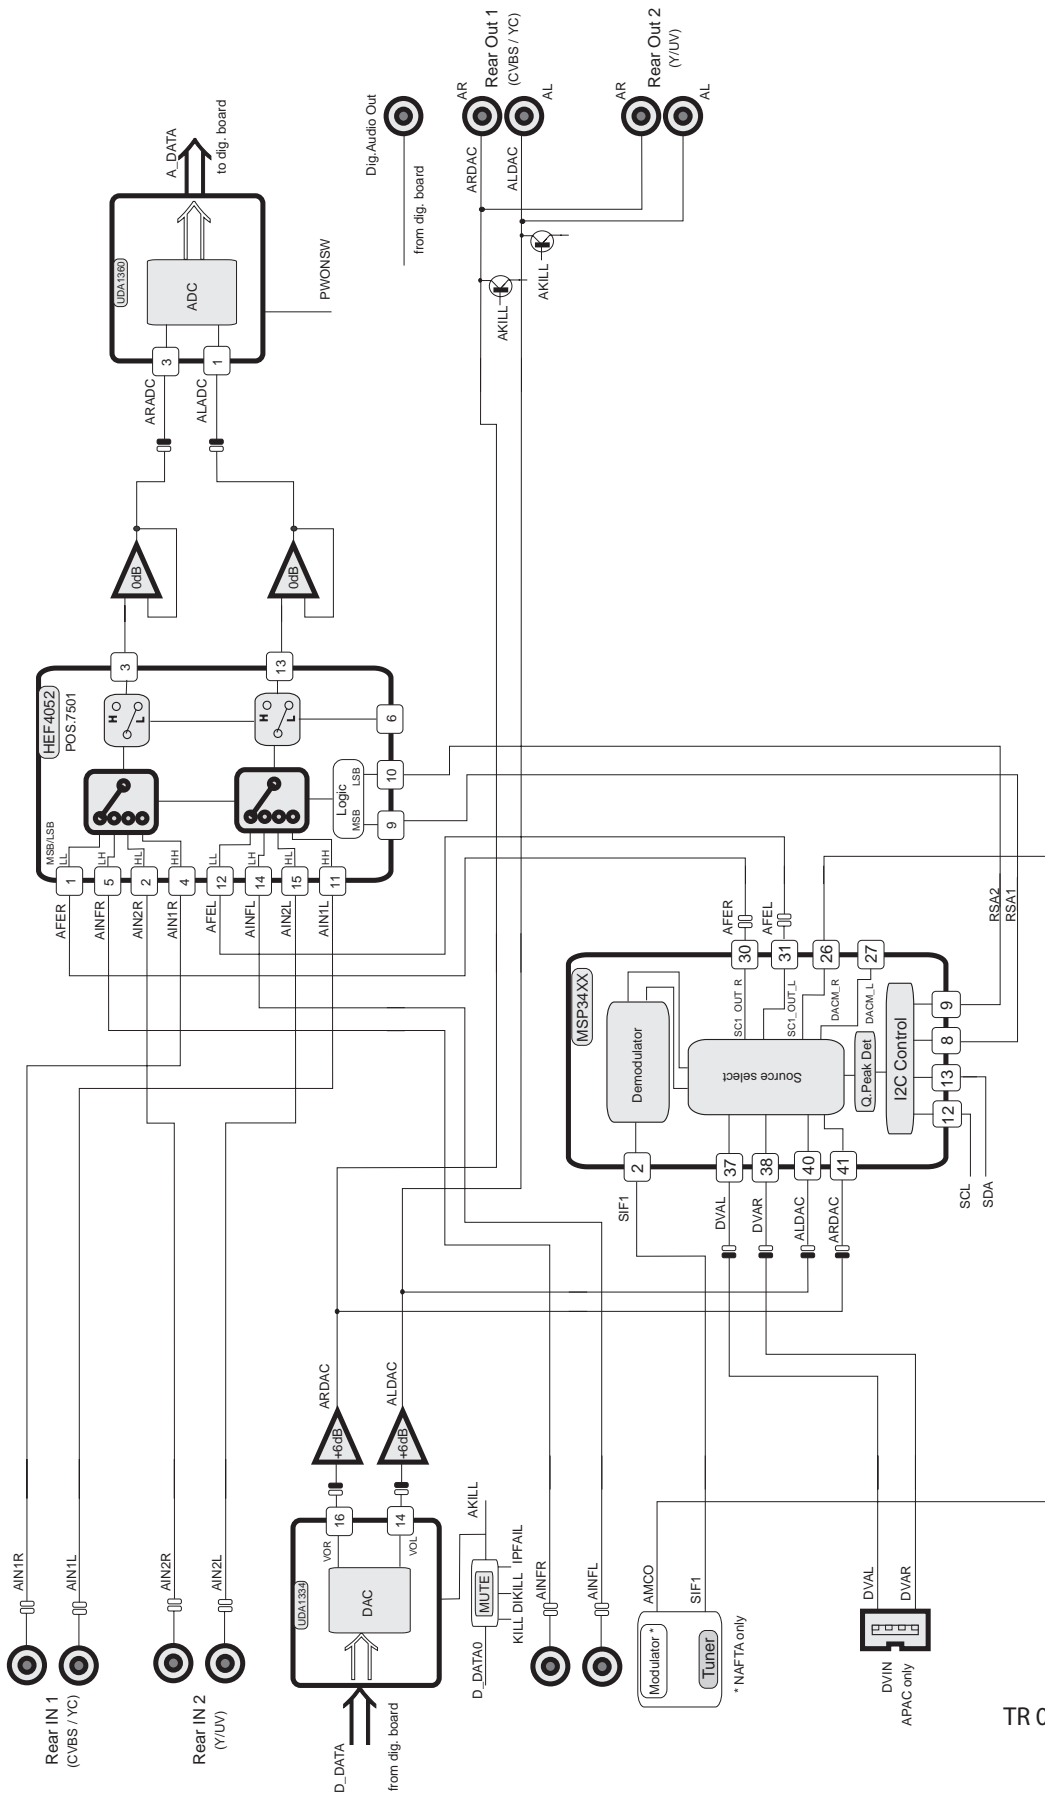 AIN1R
AIN1L
Rear IN 1
(CVBS / YC)
AIN2R
AIN2L
Rear IN 2
(Y/UV)
D_DATA
from dig. board
UDA1334
DAC
VOR
VOL
16
14
+6dB
+6dB
ARDAC
ALDAC
AKILL
MUTE
D_DATA0
KILL
DIKILL
IPFAIL
AINFR
AINFL
AMCO
SIF1
Modulator *
Tuner
* NAFTA only
DVAL
DVAR
DVIN
APAC only
HEF4052
POS.7501
MSB/LSB
AFER
AINFR
AIN2R
AIN1R
AFEL
AINFL
AIN2L
AIN1L
1
5
2
4
12
14
15
11
LL
LH
HL
HH
LL
LH
HL
HH
H
L
H
L
Logic
MSB
LSB
9
10
6
3
13
0dB
0dB
ARADC
ALADC
3
1
UDA1360
ADC
A_DATA
to dig. board
PWONSW
Dig.Audio Out
from dig. board
AR
Rear Out 1
(CVBS / YC)
AL
AR
Rear Out 2
(Y/UV)
AL
ARDAC
ALDAC
AKILL
AKILL
MSP34XX
Demodulator
Source select
Q.Peak Det
I2C Control
SIF1
DVAL
DVAR
ALDAC
ARDAC
2
37
38
40
41
SC1_OUT_R
SC1_OUT_L
DACM_R
DACM_L
30
31
26
27
AFER
AFEL
12
13
8
9
SCL
SDA
RSA2
RSA1
TR 0